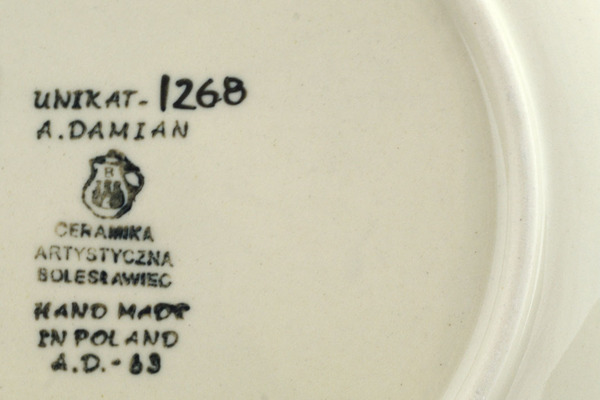 UNIKAT-1268
A.DAMIAN
B
CERAMIKA
ARTYSTYCZNA
BOLESŁAWIEC
HAND MADE
IN POLAND
A.D.-69